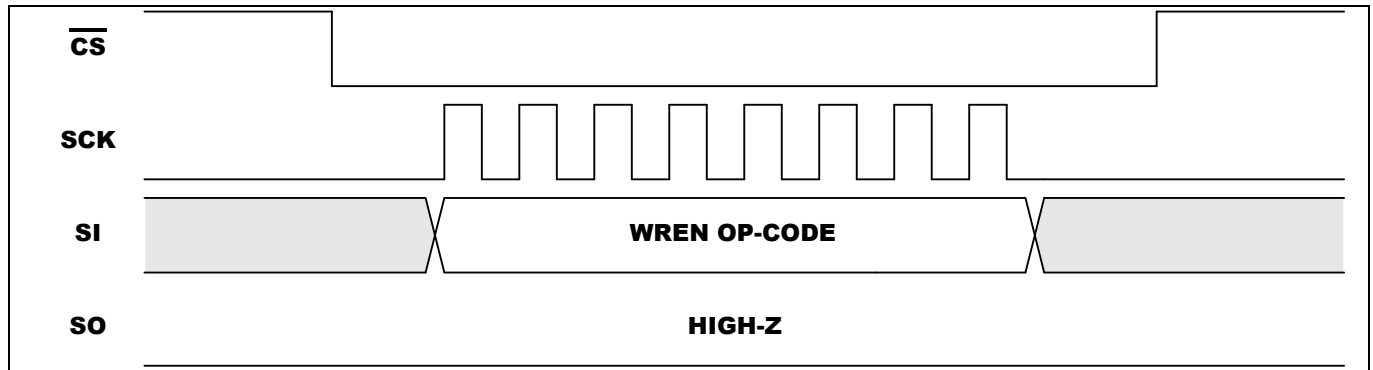 CS
SCK
SI
WREN OP-CODE
SO
HIGH-Z